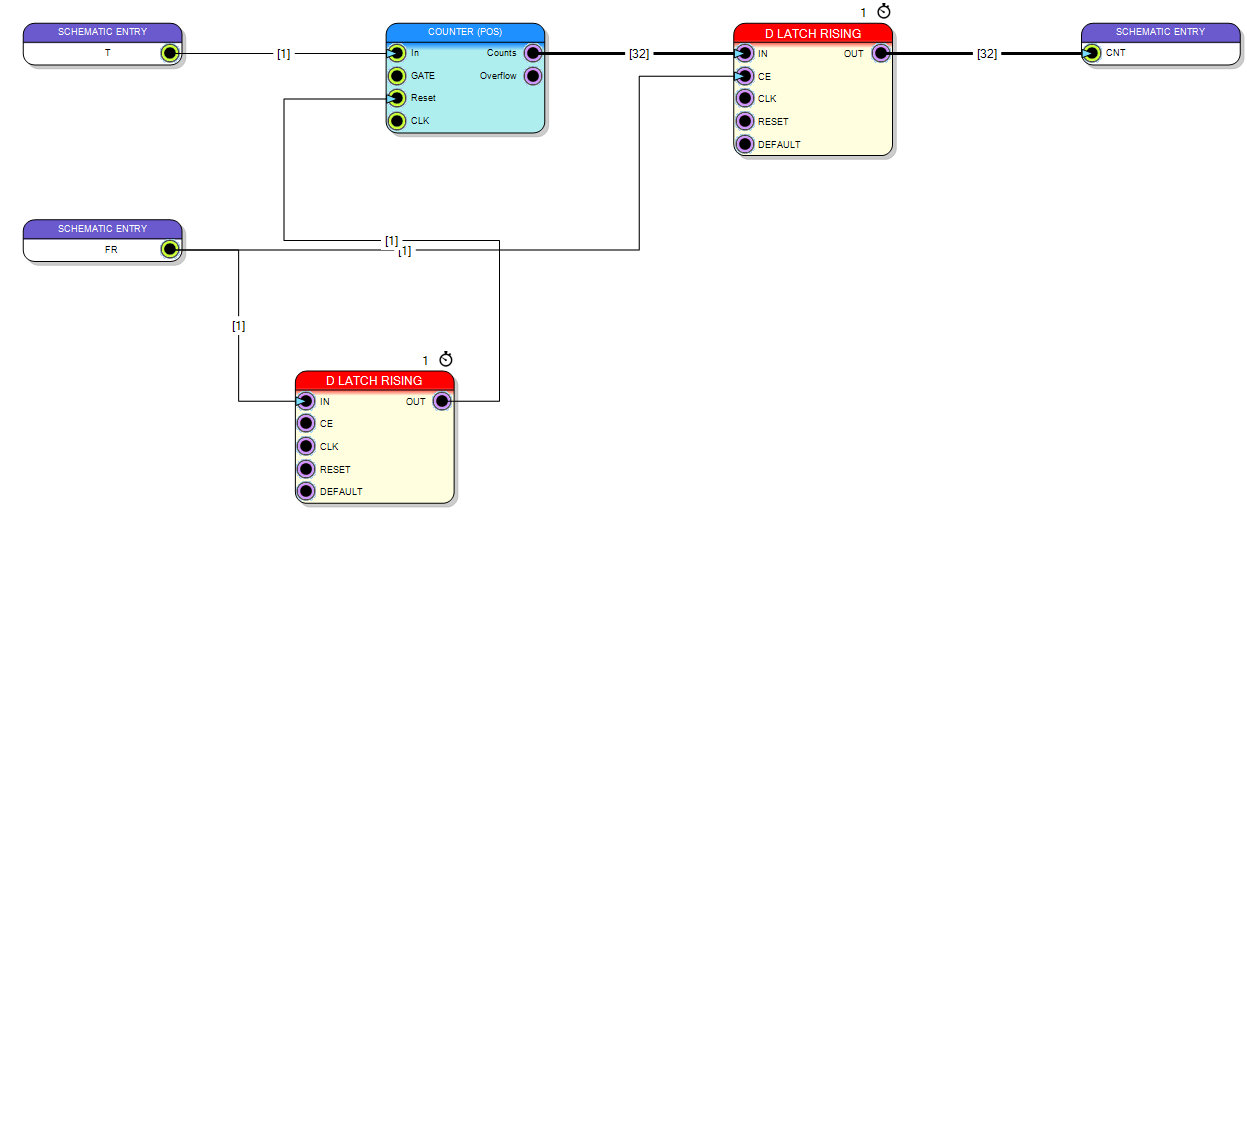 1
SCHEMATIC ENTRY
T
[1]
COUNTER (POS)
In
Counts
GATE
Overflow
Reset
CLK
[32]
D LATCH RISING
IN
OUT
CE
CLK
RESET
DEFAULT
[32]
SCHEMATIC ENTRY
CNT
SCHEMATIC ENTRY
FR
[1]
[1]
[1]
1
D LATCH RISING
IN
OUT
CE
CLK
RESET
DEFAULT